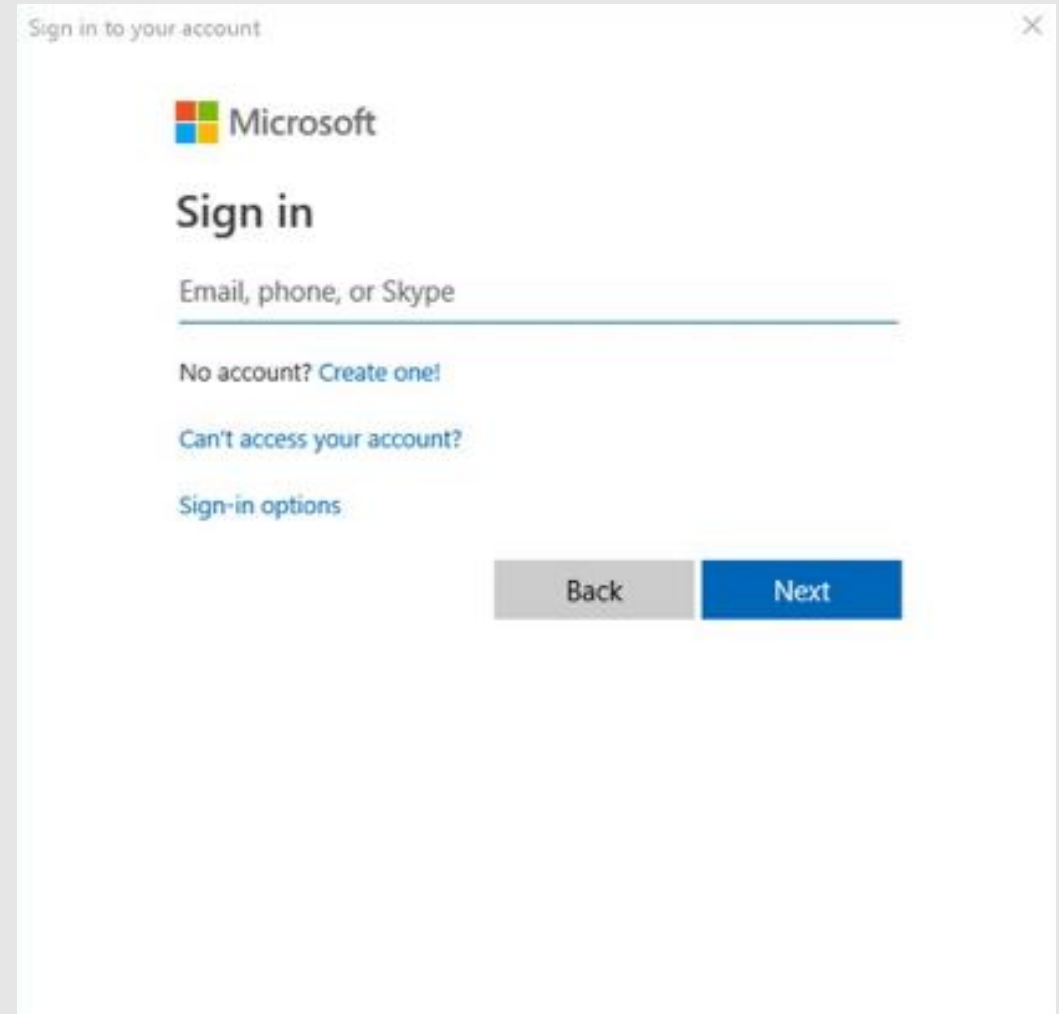 Sign in to your account
Microsoft
Sign in
Email, phone, or Skype
No account? Create one!
Can't access your account?
Sign-in options
Back Next